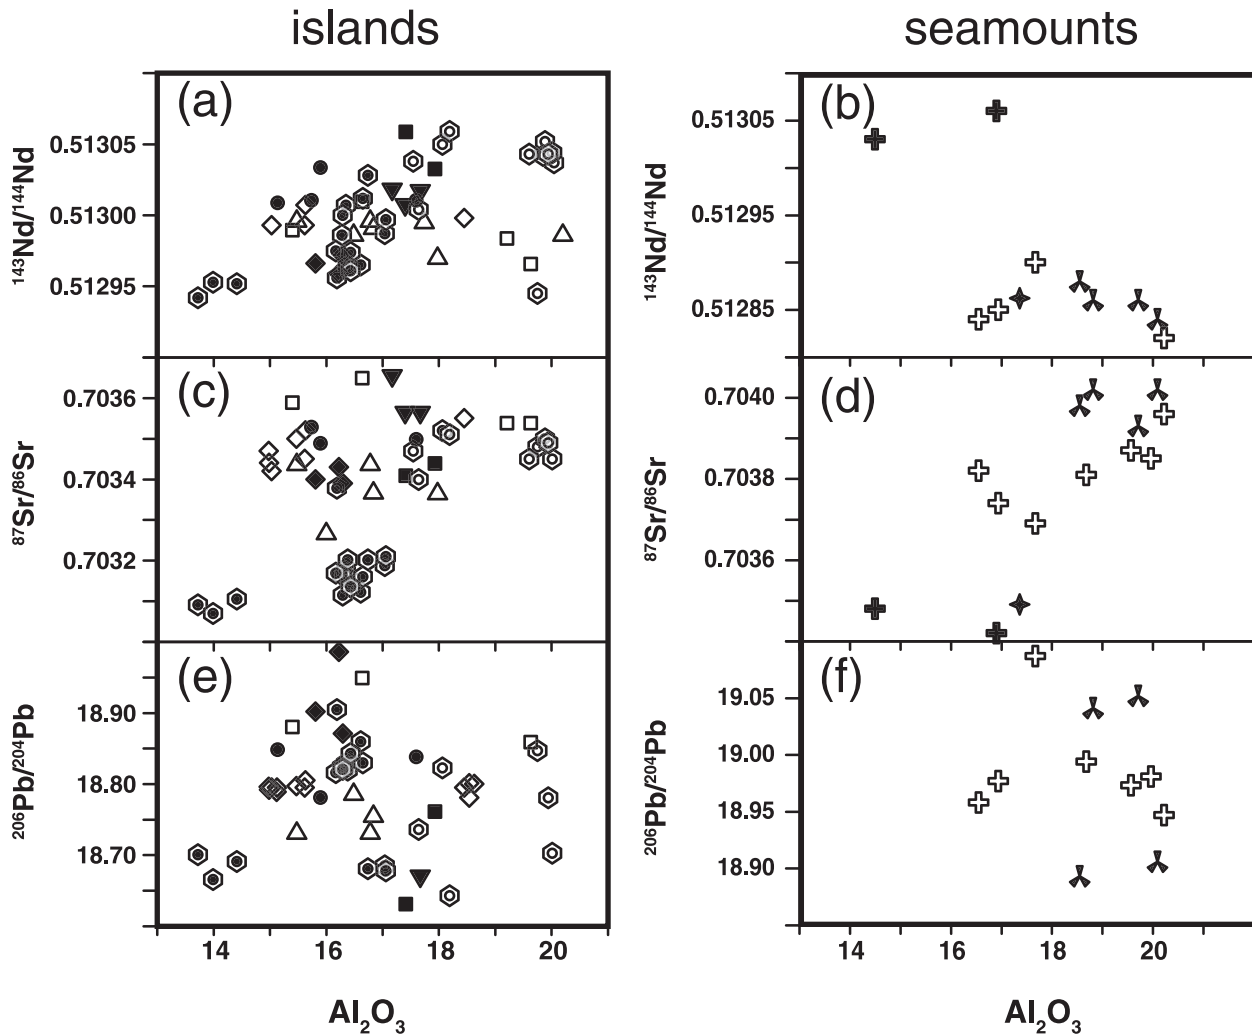 islands
seamounts
(a)
(b)
0.51305
0.51300
0.51295
143Nd/144Nd
0.51305
0.51295
0.51285
143Nd/144Nd
(c)
(d)
0.7036
0.7034
0.7032
87Sr/86Sr
0.7040
0.7038
0.7036
87Sr/86Sr
(e)
(f)
18.90
18.80
18.70
206Pb/204Pb
19.05
19.00
18.95
18.90
206Pb/204Pb
14 16 18 20
14 16 18 20
Al2O3
Al2O3